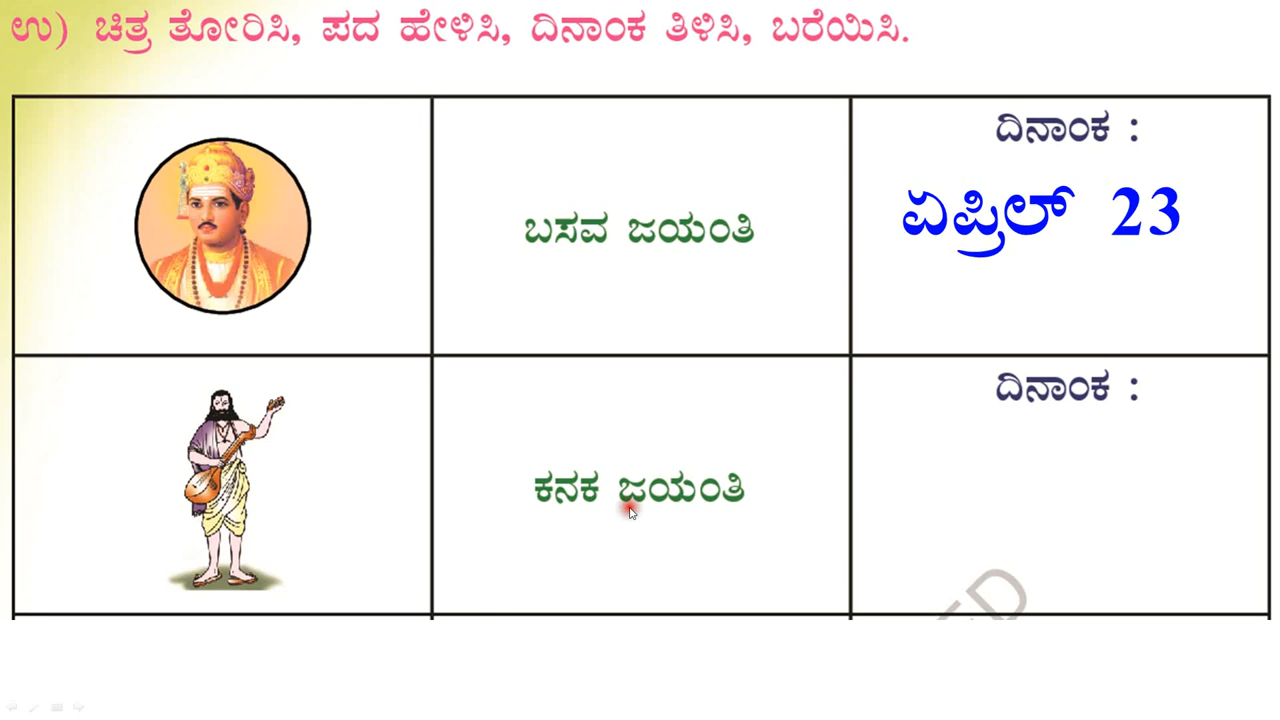 ಉ) ಚಿತ್ರ ತೋರಿಸಿ, ಪದ ಹೇಳಿಸಿ, ದಿನಾಂಕ ತಿಳಿಸಿ, ಬರೆಯಿಸಿ.
ಬಸವ ಜಯಂತಿ
ದಿನಾಂಕ :
ಏಪ್ರಿಲ್ 23
ಕನಕ ಜಯಂತಿ
ದಿನಾಂಕ :